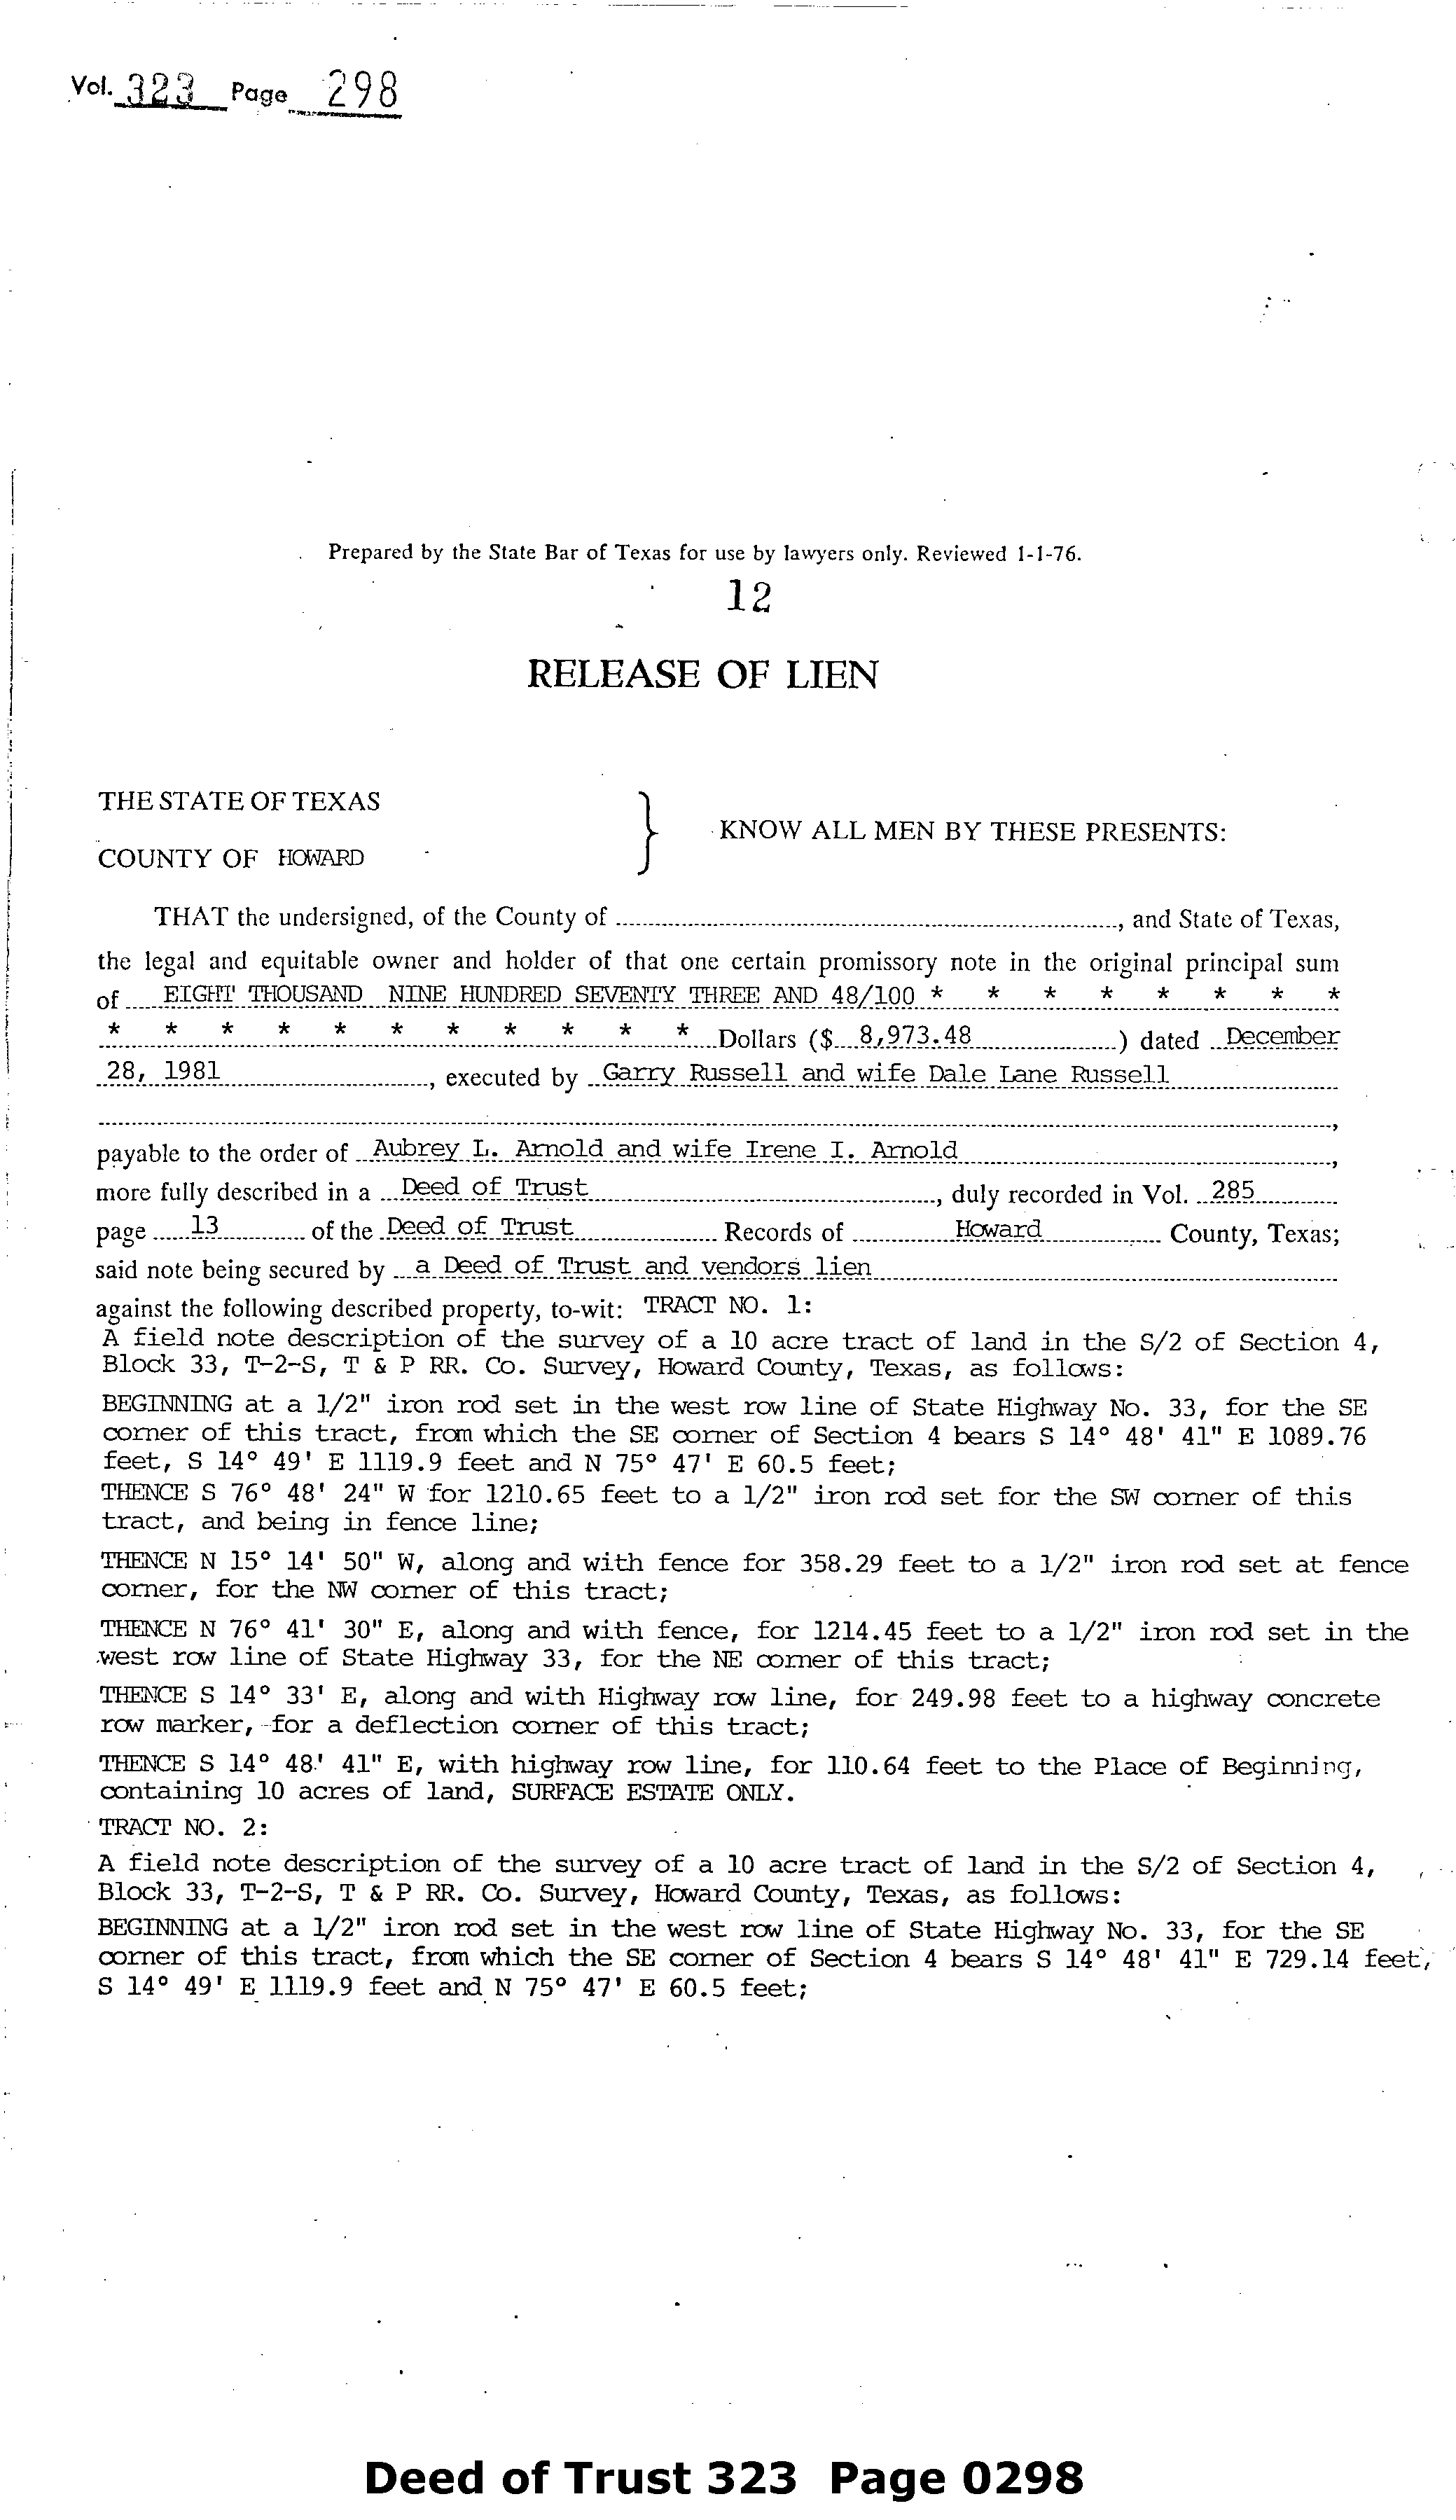 Vol. 323 Page 298
Prepared by the State Bar of Texas for use by lawyers only. Reviewed 1-1-76.
12
RELEASE OF LIEN
THE STATE OF TEXAS
COUNTY OF HOWARD
} KNOW ALL MEN BY THESE PRESENTS:
THAT the undersigned, of the County of , and State of Texas,
the legal and equitable owner and holder of that one certain promissory note in the original principal sum
of EIGHT THOUSAND NINE HUNDRED SEVENTY THREE AND 48/100 * * * * * * * *
* * * * * * * * * * * Dollars ($ 8,973.48 ) dated December
28, 1981 , executed by Garry Russell and wife Dale Lane Russell
,
payable to the order of Aubrey L. Arnold and wife Irene I. Arnold ,
more fully described in a Deed of Trust , duly recorded in Vol. 285
page 13 of the Deed of Trust Records of Howard County, Texas;
said note being secured by a Deed of Trust and vendors lien
against the following described property, to-wit: TRACT NO. 1:
A field note description of the survey of a 10 acre tract of land in the S/2 of Section 4,
Block 33, T-2-S, T & P RR. Co. Survey, Howard County, Texas, as follows:
BEGINNING at a 1/2" iron rod set in the west row line of State Highway No. 33, for the SE
corner of this tract, from which the SE corner of Section 4 bears S 14° 48' 41" E 1089.76
feet, S 14° 49' E 1119.9 feet and N 75° 47' E 60.5 feet;
THENCE S 76° 48' 24" W for 1210.65 feet to a 1/2" iron rod set for the SW corner of this
tract, and being in fence line;
THENCE N 15° 14' 50" W, along and with fence for 358.29 feet to a 1/2" iron rod set at fence
corner, for the NW corner of this tract;
THENCE N 76° 41' 30" E, along and with fence, for 1214.45 feet to a 1/2" iron rod set in the
west row line of State Highway 33, for the NE corner of this tract;
THENCE S 14° 33' E, along and with Highway row line, for 249.98 feet to a highway concrete
row marker, for a deflection corner of this tract;
THENCE S 14° 48' 41" E, with highway row line, for 110.64 feet to the Place of Beginning,
containing 10 acres of land, SURFACE ESTATE ONLY.
TRACT NO. 2:
A field note description of the survey of a 10 acre tract of land in the S/2 of Section 4,
Block 33, T-2-S, T & P RR. Co. Survey, Howard County, Texas, as follows:
BEGINNING at a 1/2" iron rod set in the west row line of State Highway No. 33, for the SE
corner of this tract, from which the SE corner of Section 4 bears S 14° 48' 41" E 729.14 feet,
S 14° 49' E 1119.9 feet and N 75° 47' E 60.5 feet;
Deed of Trust 323 Page 0298